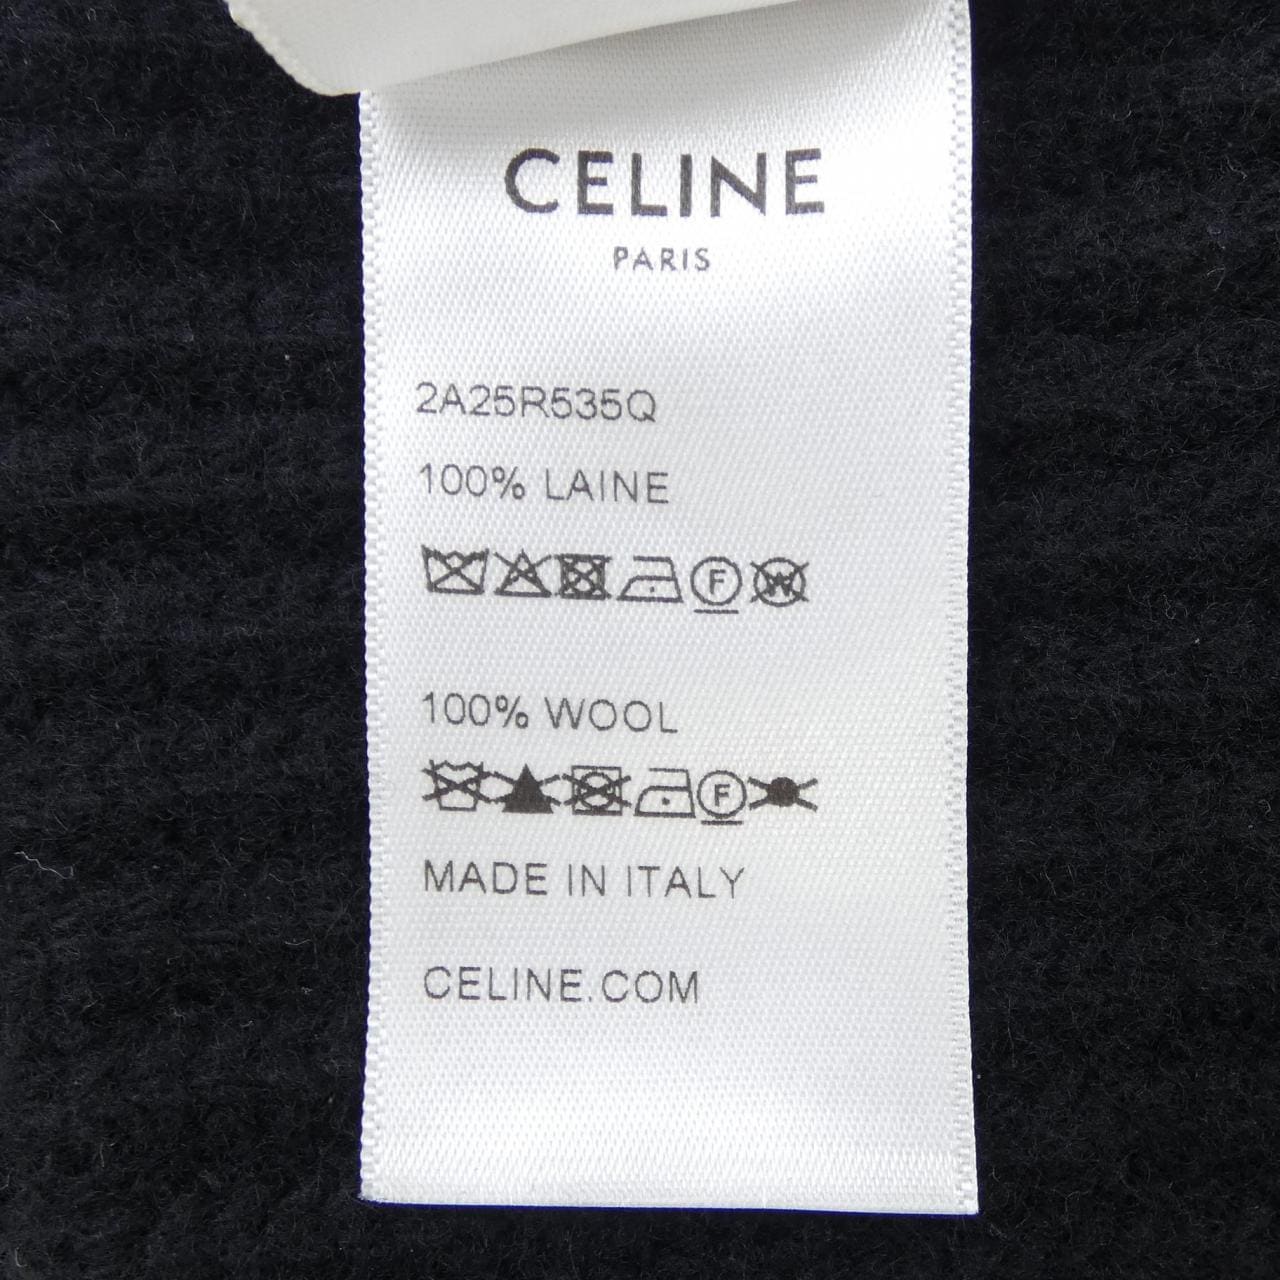 CELINE
PARIS
2A25R535Q
100% LAINE
F W
100% WOOL
F
MADE IN ITALY
CELINE.COM